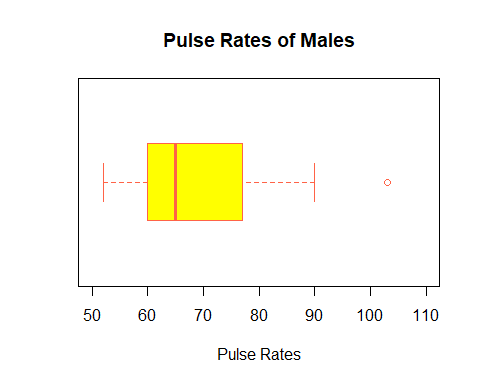 Pulse Rates of Males
50 60 70 80 90 100 110
Pulse Rates